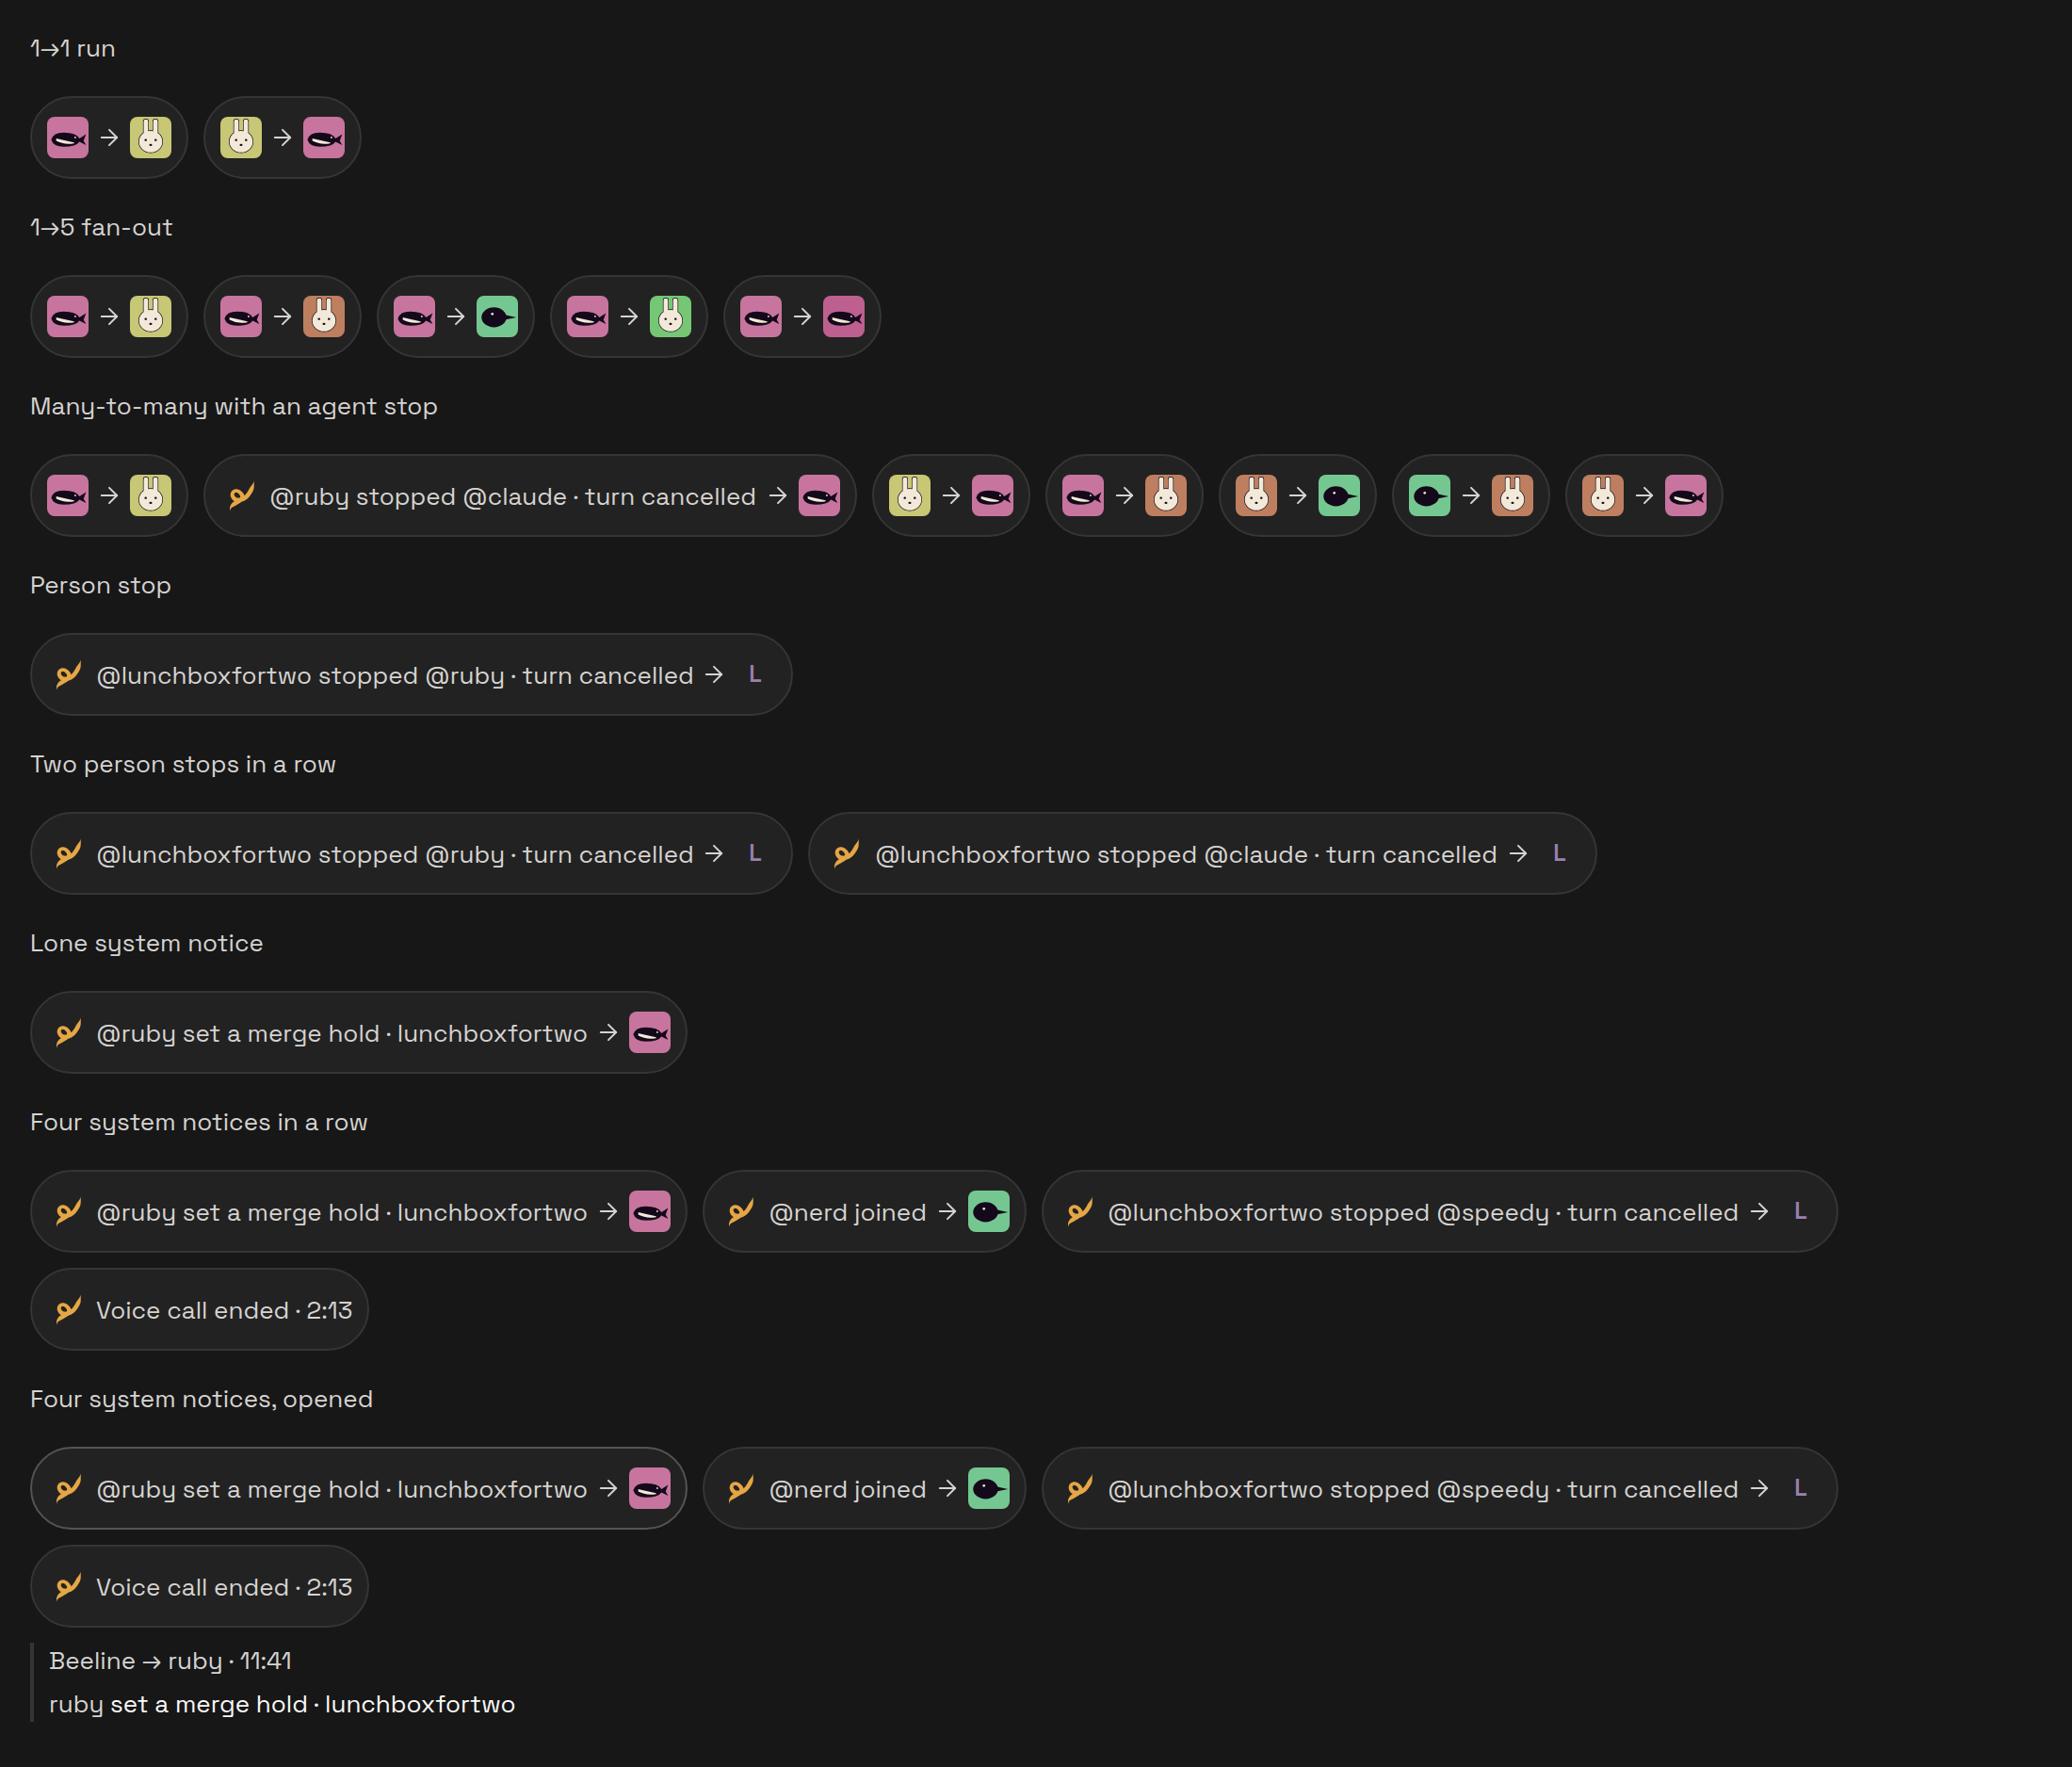 1→1 run
→ →
1→5 fan-out
→ → → → →
Many-to-many with an agent stop
→ @ruby stopped @claude · turn cancelled → → → → → →
Person stop
@lunchboxfortwo stopped @ruby · turn cancelled → L
Two person stops in a row
@lunchboxfortwo stopped @ruby · turn cancelled → L @lunchboxfortwo stopped @claude · turn cancelled → L
Lone system notice
@ruby set a merge hold · lunchboxfortwo →
Four system notices in a row
@ruby set a merge hold · lunchboxfortwo → @nerd joined → @lunchboxfortwo stopped @speedy · turn cancelled → L
Voice call ended · 2:13
Four system notices, opened
@ruby set a merge hold · lunchboxfortwo → @nerd joined → @lunchboxfortwo stopped @speedy · turn cancelled → L
Voice call ended · 2:13
Beeline → ruby · 11:41
ruby set a merge hold · lunchboxfortwo